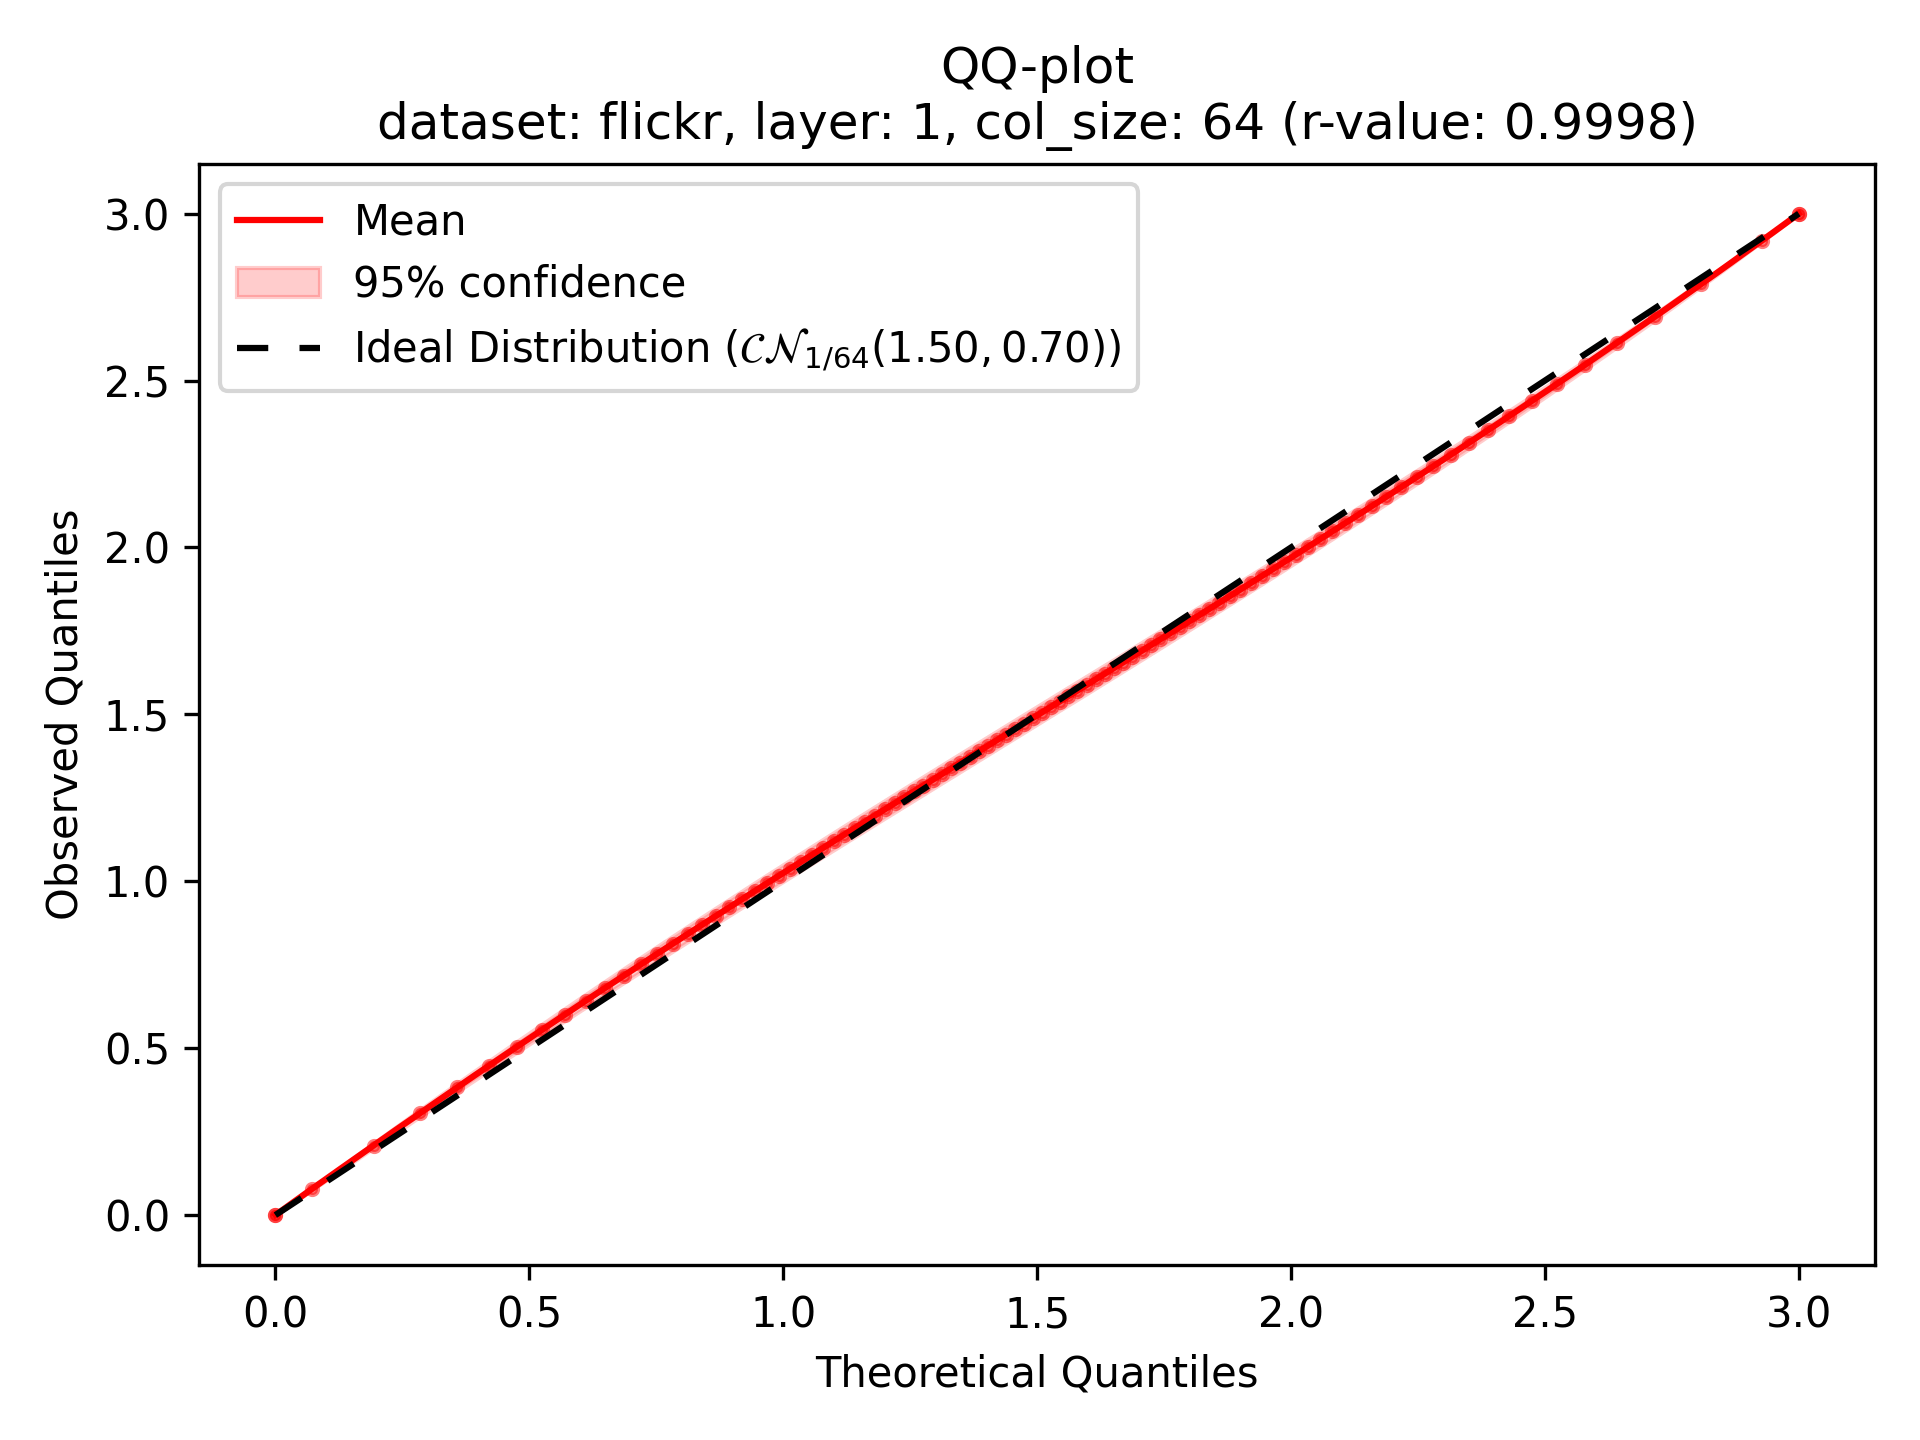 QQ-plot
dataset: flickr, layer: 1, col_size: 64 (r-value: 0.9998)
Mean
95% confidence
Ideal Distribution (𝒞𝒩1/64(1.50, 0.70))
3.0
2.5
2.0
1.5
1.0
0.5
0.0
Observed Quantiles
0.0 0.5 1.0 1.5 2.0 2.5 3.0
Theoretical Quantiles